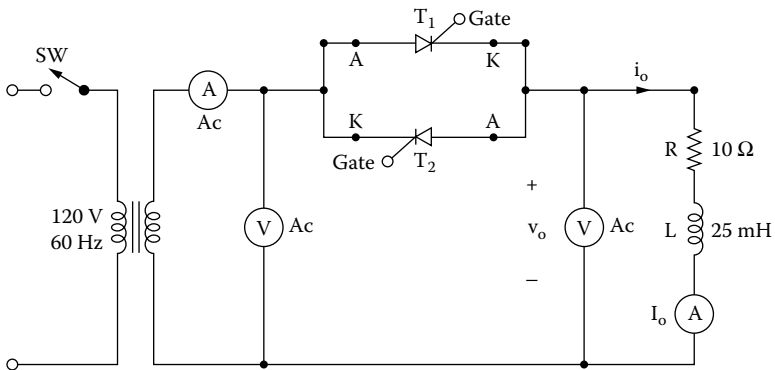 T1
Gate
SW
A
K
io
A
Ac
K
A
Gate
T2
R
10 Ω
+
120 V
60 Hz
V
Ac
vo
V
Ac
L
25 mH
−
Io
A